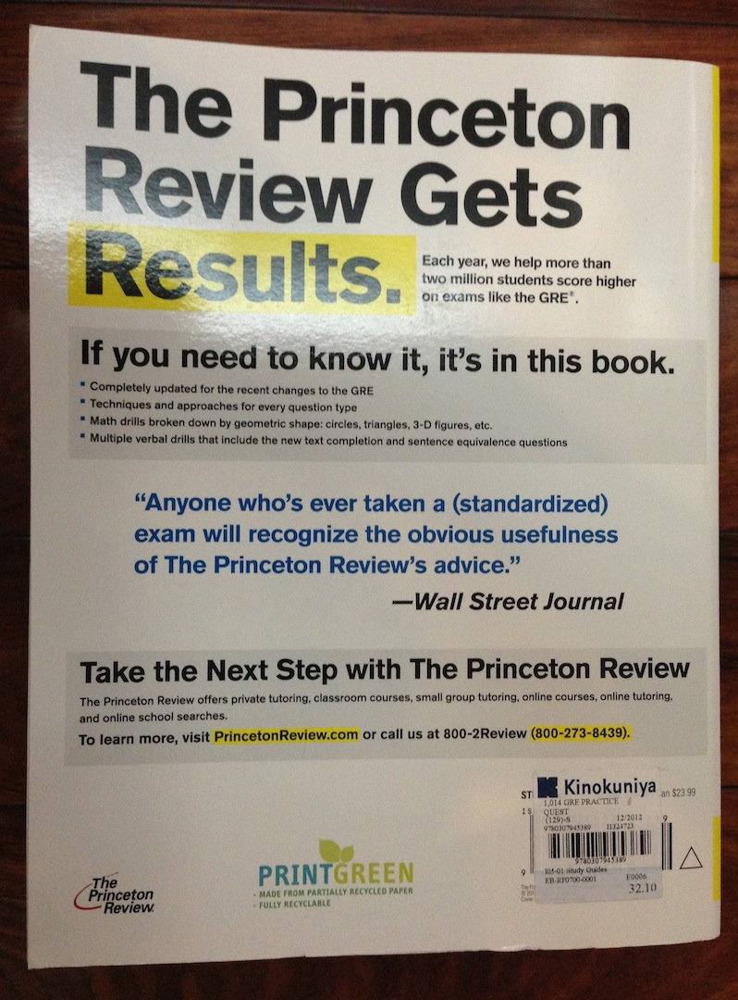 The Princeton
Review Gets
Results.
Each year, we help more than
two million students score higher
on exams like the GRE®.
If you need to know it, it's in this book.
▪ Completely updated for the recent changes to the GRE
▪ Techniques and approaches for every question type
▪ Math drills broken down by geometric shape: circles, triangles, 3-D figures, etc.
▪ Multiple verbal drills that include the new text completion and sentence equivalence questions
“Anyone who's ever taken a (standardized)
exam will recognize the obvious usefulness
of The Princeton Review's advice.”
—Wall Street Journal
Take the Next Step with The Princeton Review
The Princeton Review offers private tutoring, classroom courses, small group tutoring, online courses, online tutoring,
and online school searches.
To learn more, visit PrincetonReview.com or call us at 800-2Review (800-273-8439).
ST
an $23.99
Kinokuniya
1,014 GRE PRACTICE
QUEST
(129)-S 12/2012
9780307945389 11324723
9780307945389
I05-01 Study Guides
EB-RF0700-0001 E0006
32.10
I S
9
9
The
Princeton
Review
PRINTGREEN
- MADE FROM PARTIALLY RECYCLED PAPER
- FULLY RECYCLABLE